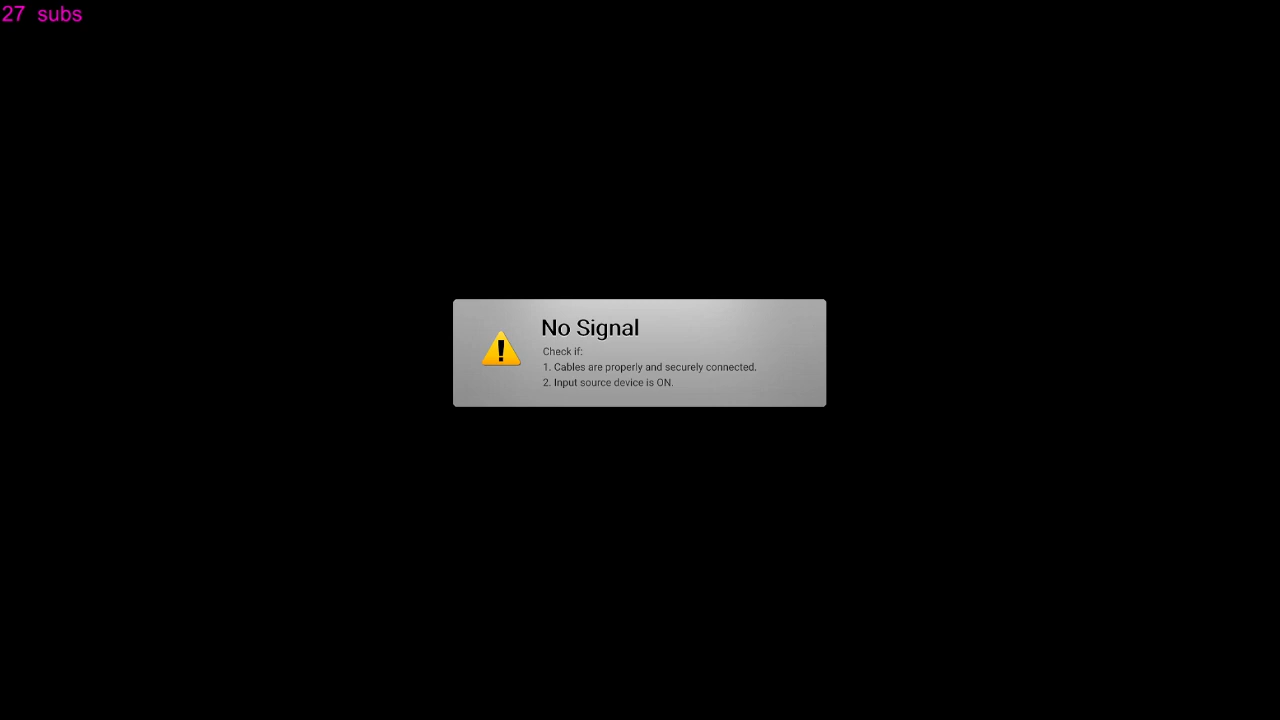 27 subs
No Signal
Check if:
1. Cables are properly and securely connected.
2. Input source device is ON.